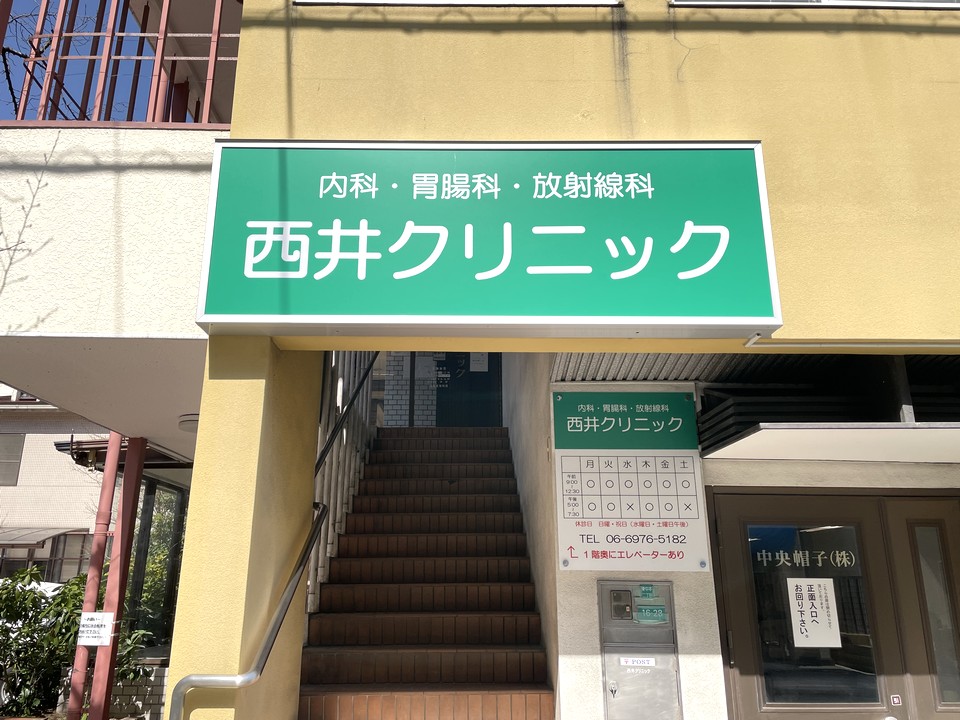 内科・胃腸科・放射線科
西井クリニック
内科・胃腸科・放射線科
西井クリニック
月 火 水 木 金 土
午前 9:00 〜 12:30 ○ ○ ○ ○ ○ ○
午後 5:00 〜 7:30 ○ ○ × ○ ○ ×
休診日 日曜・祝日(水曜日・土曜日午後)
TEL 06-6976-5182
1階奥にエレベーターあり
16-23
〒POST
中央帽子(株)
正面入口へ
お回り下さい。